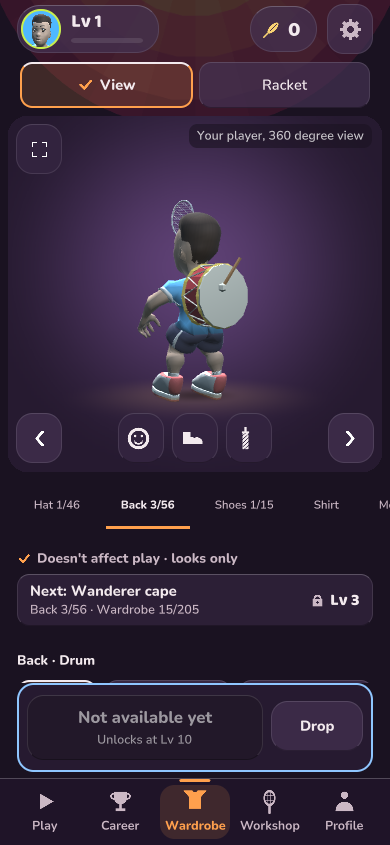 Lv 1
0
View
Racket
Your player, 360 degree view
Hat 1/46
Back 3/56
Shoes 1/15
Shirt
Doesn't affect play · looks only
Next: Wanderer cape
Back 3/56 · Wardrobe 15/205
Lv 3
Back · Drum
Not available yet
Unlocks at Lv 10
Drop
Play
Career
Wardrobe
Workshop
Profile